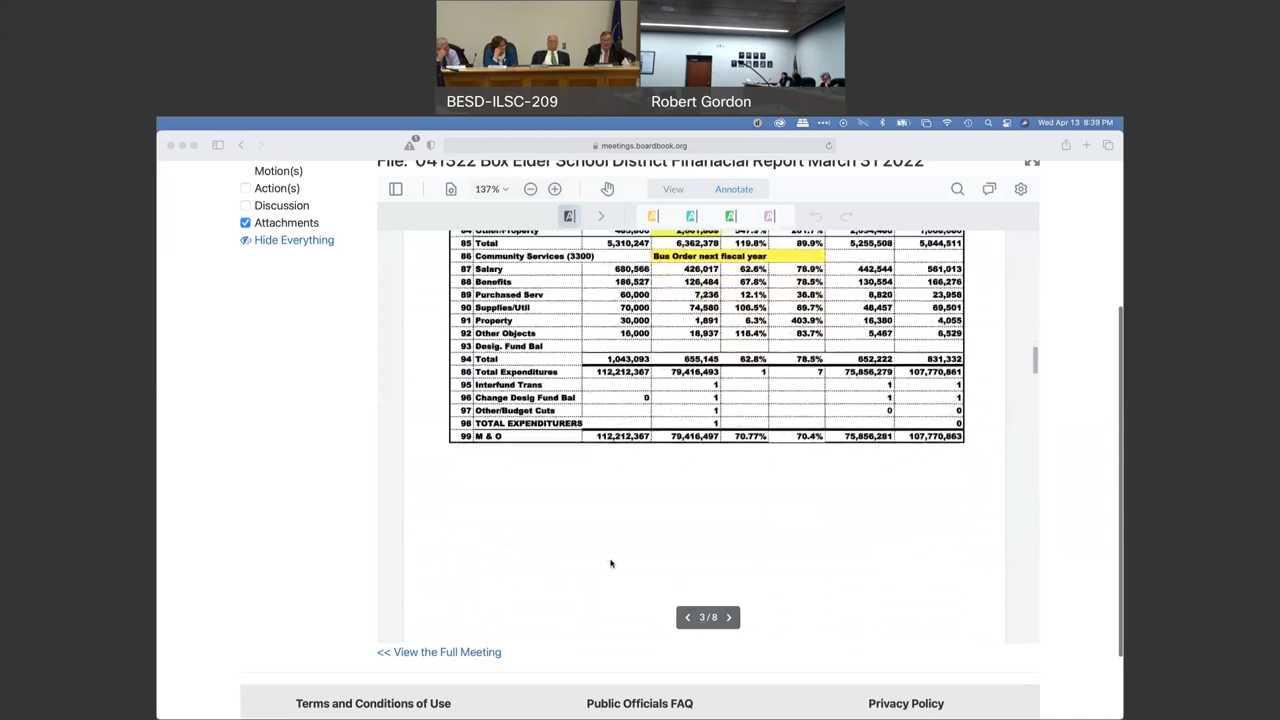 BESD-ILSC-209
Robert Gordon
Wed Apr 13 8:39 PM
meetings.boardbook.org
Motion(s)
File: 041322 Box Elder School District Finanacial Report March 31 2022
Action(s)
137% View Annotate
Discussion
Attachments
Hide Everything
85 Total 5,310,247 6,362,378 119.8% 89.9% 5,255,508 5,844,511
86 Community Services (3300) Bus Order next fiscal year
87 Salary 680,566 426,017 62.6% 78.9% 442,544 561,013
88 Benefits 186,527 126,484 67.8% 78.5% 130,554 166,276
89 Purchased Serv 60,000 7,236 12.1% 36.8% 8,820 23,958
90 Supplies/Util 70,000 74,580 106.5% 69.7% 48,457 69,501
91 Property 30,000 1,891 6.3% 403.9% 16,380 4,055
92 Other Objects 16,000 18,937 118.4% 83.7% 5,467 6,529
93 Desig. Fund Bal
94 Total 1,043,093 655,145 62.8% 78.5% 652,222 831,332
86 Total Expenditures 112,212,367 79,416,493 1 7 75,856,279 107,770,861
95 Interfund Trans 1 1 1
96 Change Desig Fund Bal 0 1 1 1
97 Other/Budget Cuts 1 0 0
98 TOTAL EXPENDITURERS 1 0
99 M & O 112,212,367 79,416,497 70.77% 70.4% 75,856,281 107,770,863
3 / 8
<< View the Full Meeting
Terms and Conditions of Use
Public Officials FAQ
Privacy Policy